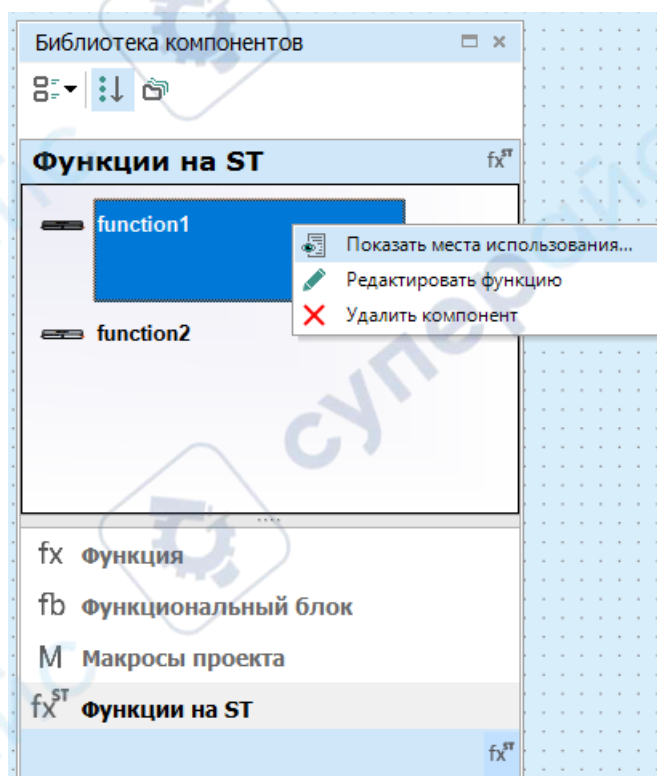 Библиотека компонентов
Функции на ST
fx ST
function1
Показать места использования...
Редактировать функцию
Удалить компонент
function2
суперайс
fx Функция
fb Функциональный блок
M Макросы проекта
fx ST Функции на ST
fx ST